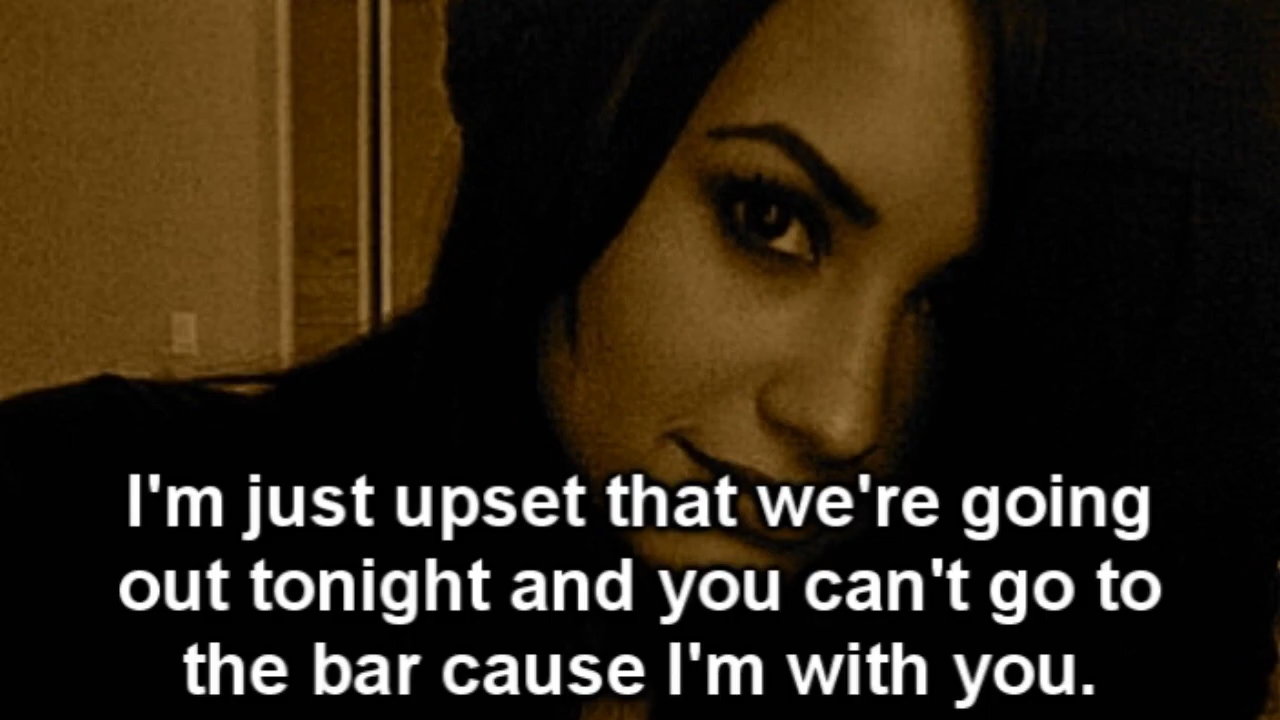 I'm just upset that we're going
out tonight and you can't go to
the bar cause I'm with you.